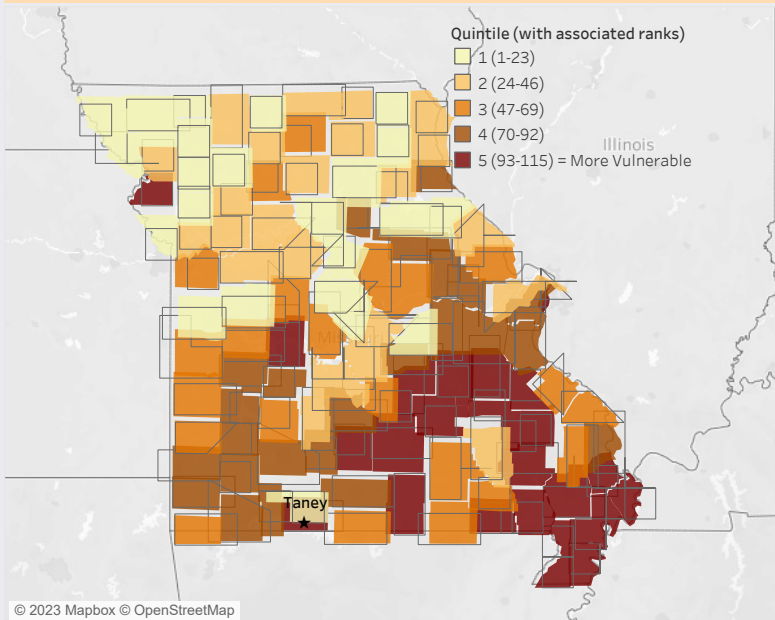 Quintile (with associated ranks)
1 (1-23)
2 (24-46)
3 (47-69)
4 (70-92)
5 (93-115) = More Vulnerable
Illinois
Taney
© 2023 Mapbox © OpenStreetMap